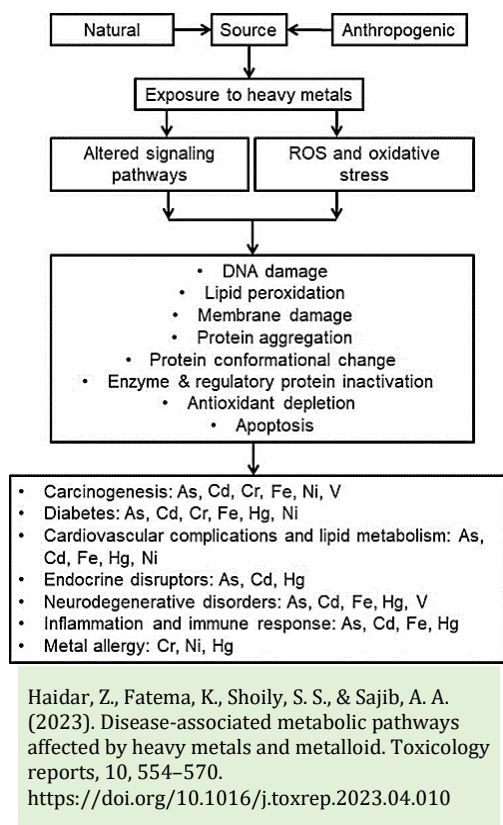 Natural Source Anthropogenic
Exposure to heavy metals
Altered signaling
pathways
ROS and oxidative
stress
• DNA damage
• Lipid peroxidation
• Membrane damage
• Protein aggregation
• Protein conformational change
• Enzyme & regulatory protein inactivation
• Antioxidant depletion
• Apoptosis
• Carcinogenesis: As, Cd, Cr, Fe, Ni, V
• Diabetes: As, Cd, Cr, Fe, Hg, Ni
• Cardiovascular complications and lipid metabolism: As,
Cd, Fe, Hg, Ni
• Endocrine disruptors: As, Cd, Hg
• Neurodegenerative disorders: As, Cd, Fe, Hg, V
• Inflammation and immune response: As, Cd, Fe, Hg
• Metal allergy: Cr, Ni, Hg
Haidar, Z., Fatema, K., Shoily, S. S., & Sajib, A. A.
(2023). Disease-associated metabolic pathways
affected by heavy metals and metalloid. Toxicology
reports, 10, 554–570.
https://doi.org/10.1016/j.toxrep.2023.04.010